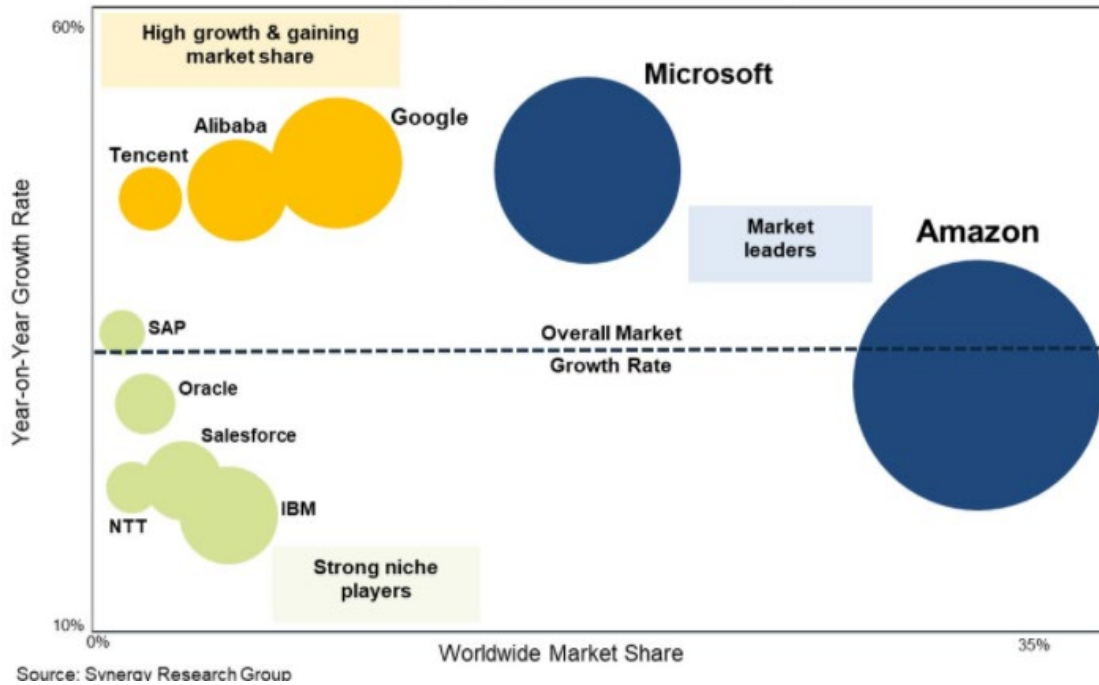 60%
High growth & gaining
market share
Microsoft
Google
Alibaba
Tencent
Market
leaders
Amazon
Year-on-Year Growth Rate
SAP
Overall Market
Growth Rate
Oracle
Salesforce
IBM
NTT
Strong niche
players
10%
0%
35%
Worldwide Market Share
Source: Synergy Research Group